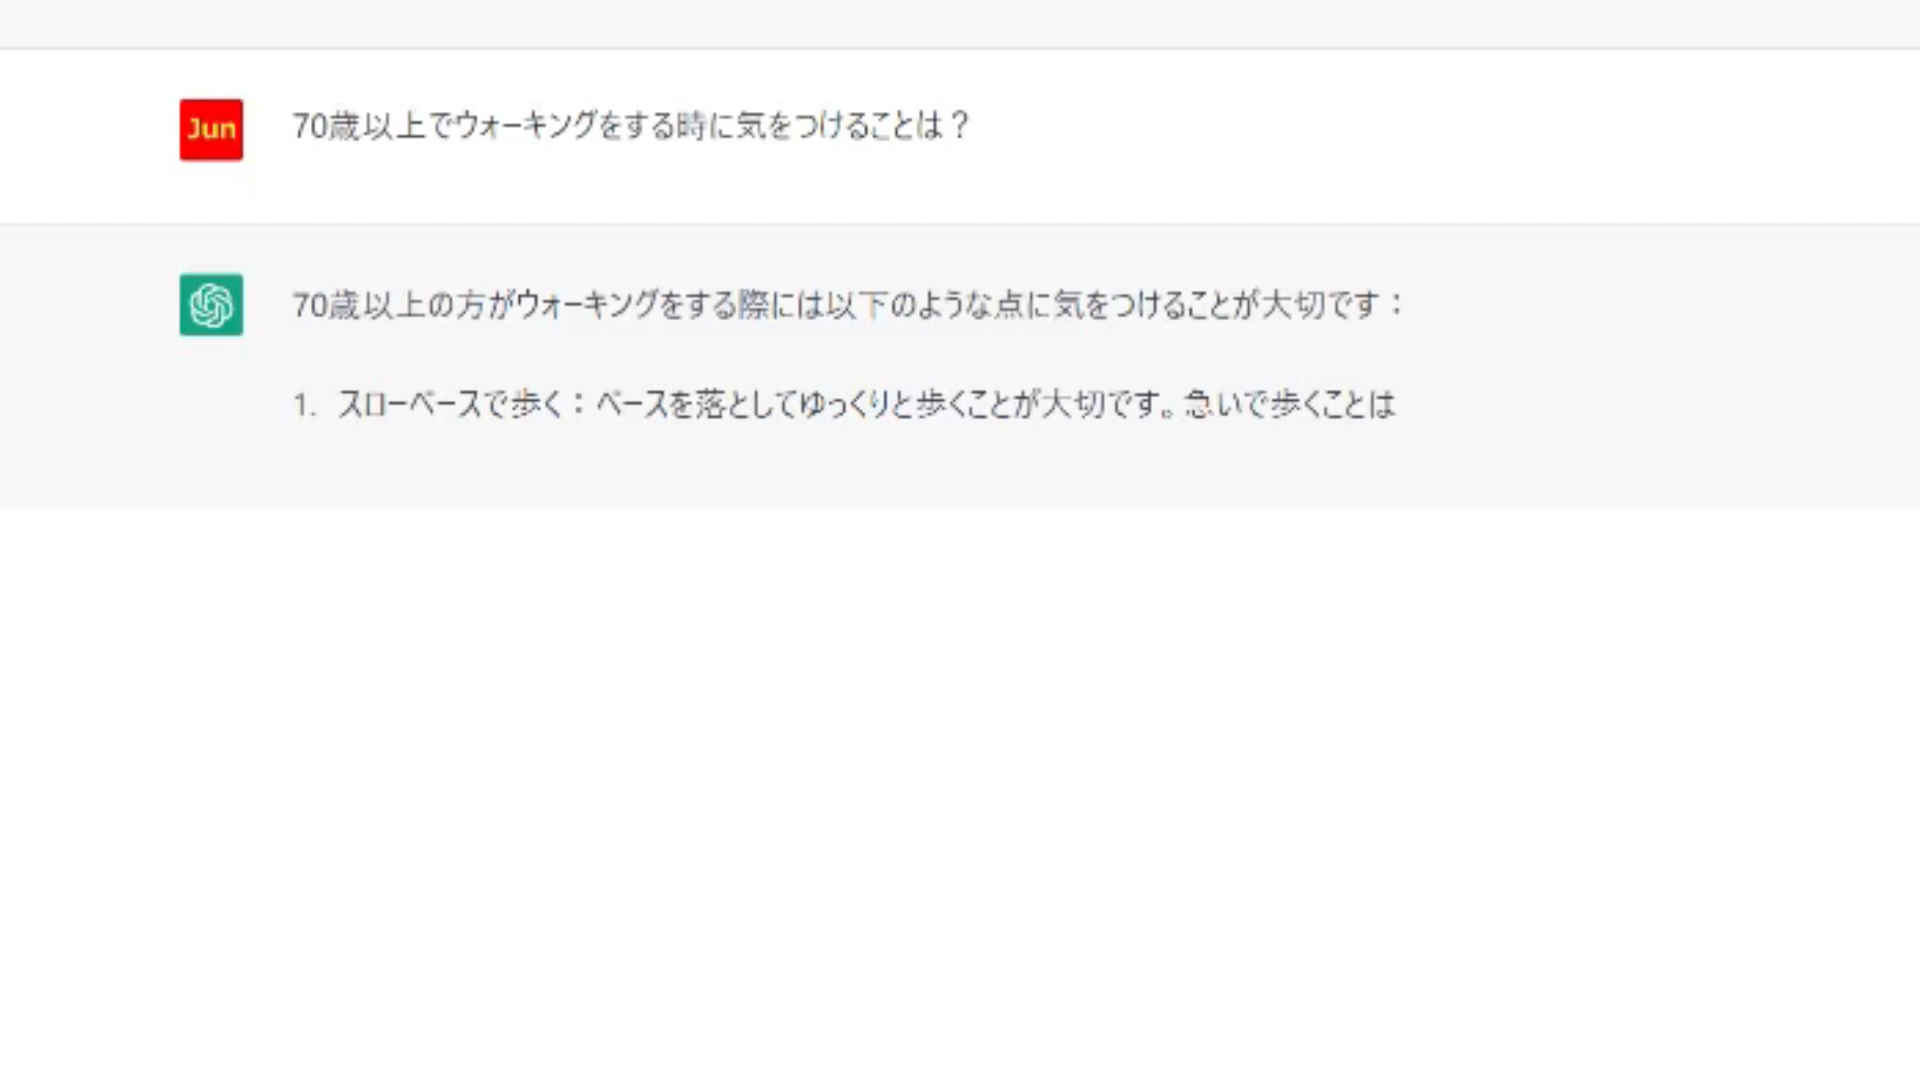 Jun
70歳以上でウォーキングをする時に気をつけることは？
70歳以上の方がウォーキングをする際には以下のような点に気をつけることが大切です：
1. スローペースで歩く：ペースを落としてゆっくりと歩くことが大切です。急いで歩くことは